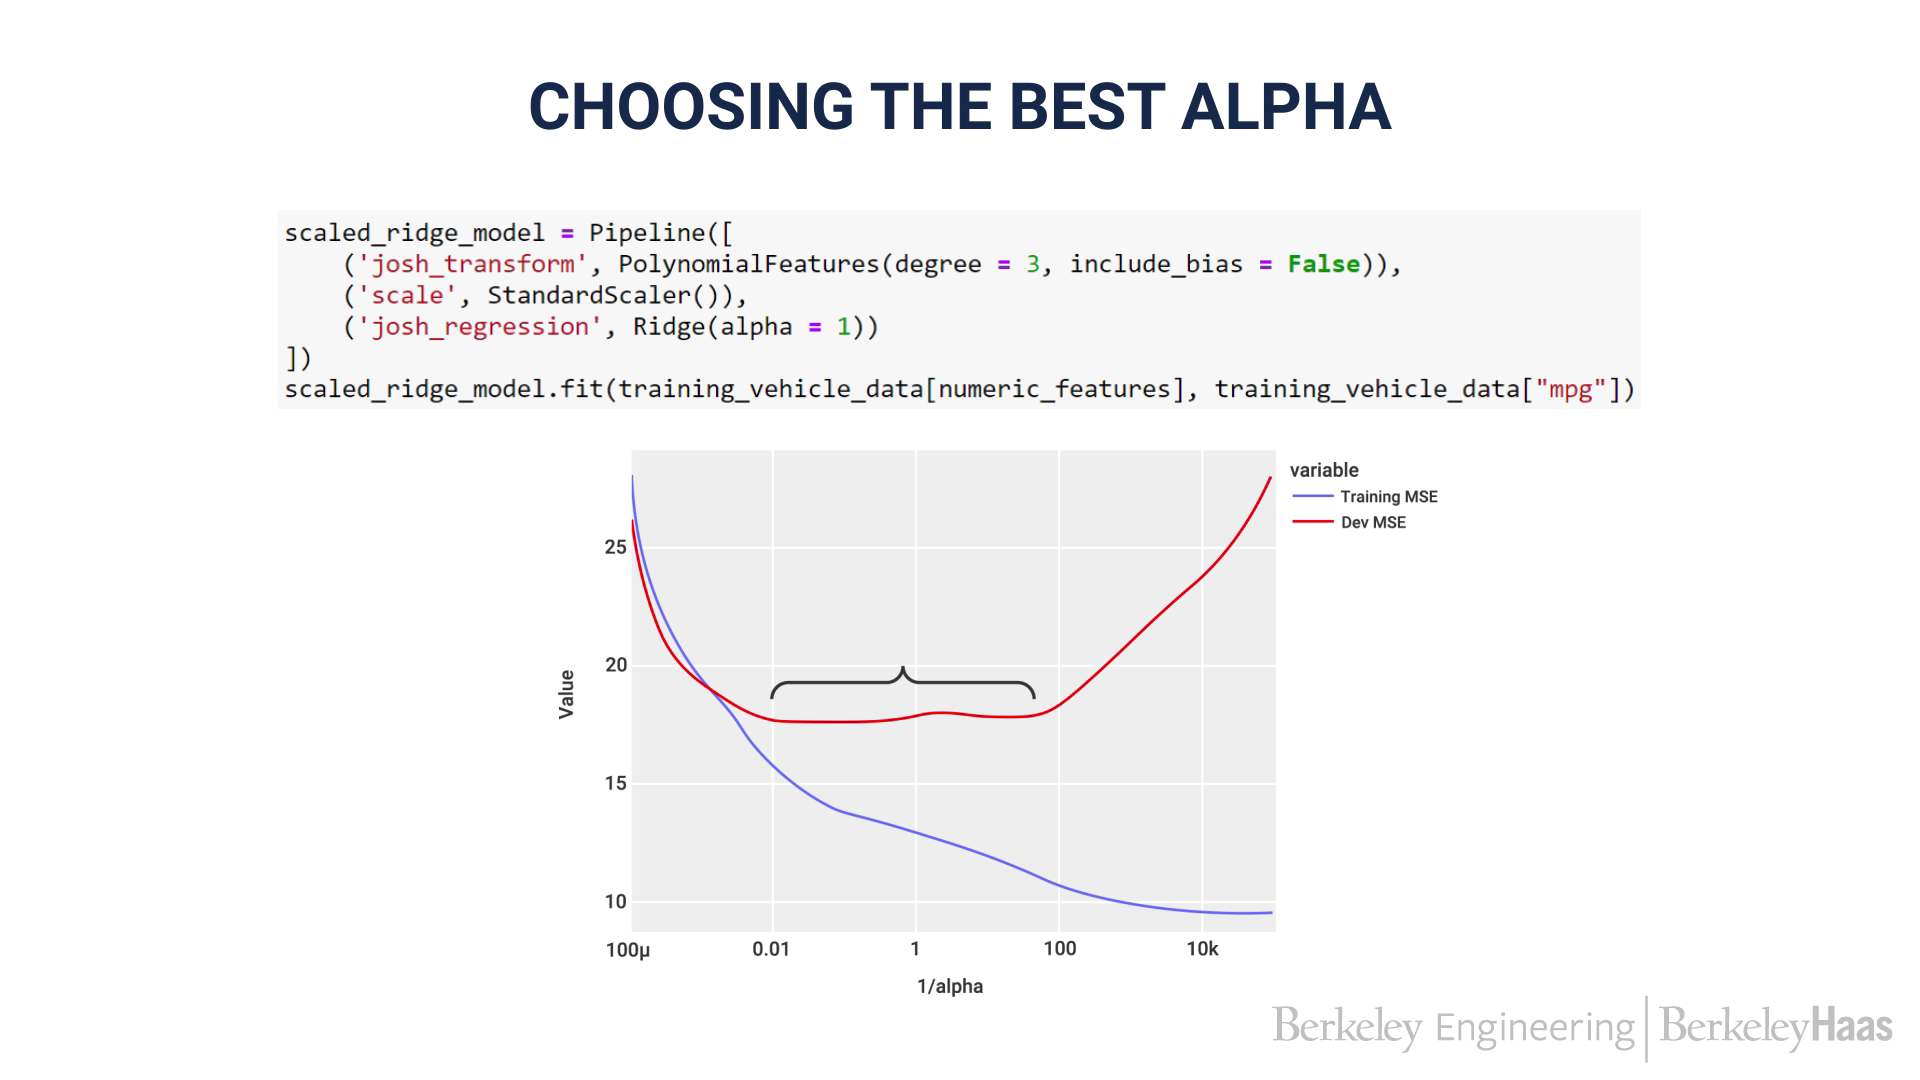 CHOOSING THE BEST ALPHA
scaled_ridge_model = Pipeline([
    ('josh_transform', PolynomialFeatures(degree = 3, include_bias = False)),
    ('scale', StandardScaler()),
    ('josh_regression', Ridge(alpha = 1))
])
scaled_ridge_model.fit(training_vehicle_data[numeric_features], training_vehicle_data["mpg"])
variable
Training MSE
Dev MSE
25
20
15
10
Value
100μ 0.01 1 100 10k
1/alpha
Berkeley Engineering | BerkeleyHaas